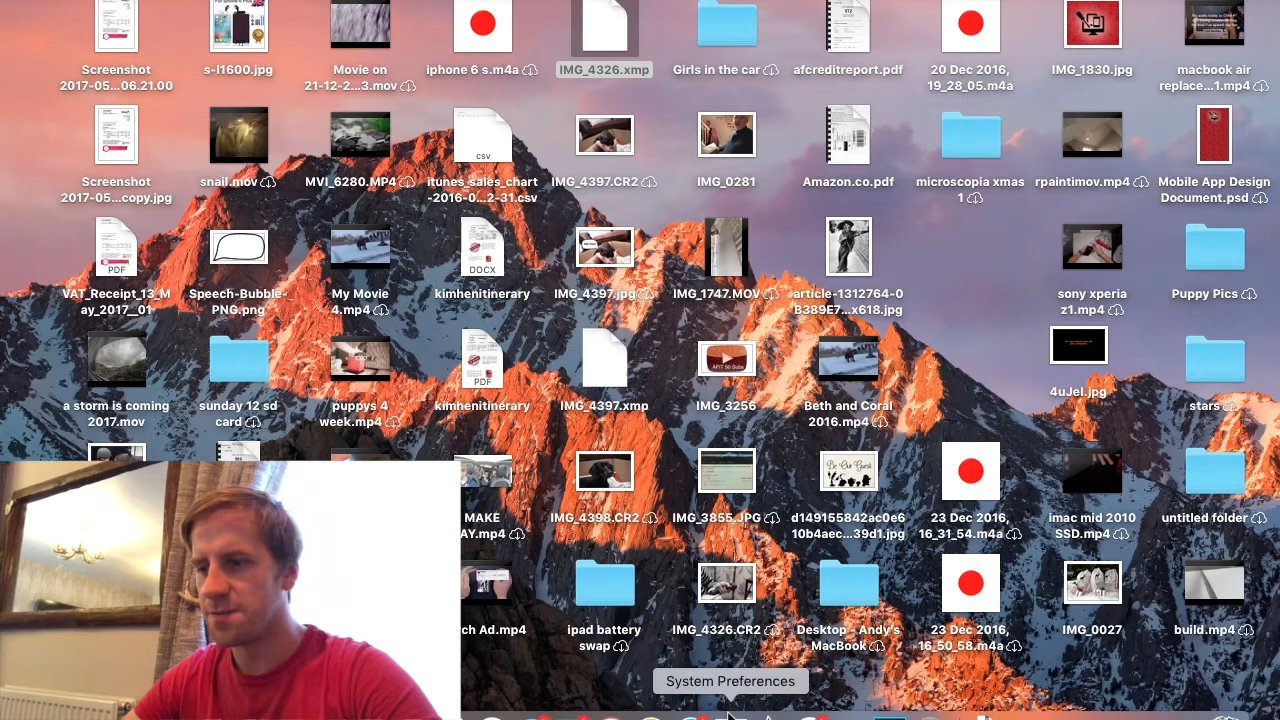 Screenshot
2017-05...06.21.00
s-l1600.jpg
Movie on
21-12-2...3.mov
iphone 6 s.m4a
IMG_4326.xmp
Girls in the car
afcreditreport.pdf
20 Dec 2016,
19_28_05.m4a
IMG_1830.jpg
macbook air
replace...1.mp4
Screenshot
2017-05...copy.jpg
snail.mov
MVI_6280.MP4
csv
itunes_sales_chart
-2016-0...2-31.csv
IMG_4397.CR2
IMG_0281
Amazon.co.pdf
microscopia xmas
1
rpaintimov.mp4
Mobile App Design
Document.psd
PDF
VAT_Receipt_13_M
ay_2017__01
Speech-Bubble-
PNG.png
My Movie
4.mp4
DOCX
kimhenitinerary
IMG_4397.jpg
IMG_1747.MOV
article-1312764-0
B389E7...x618.jpg
sony xperia
z1.mp4
Puppy Pics
a storm is coming
2017.mov
sunday 12 sd
card
puppys 4
week.mp4
PDF
kimhenitinerary
IMG_4397.xmp
AFIT 50 Subs
IMG_3256
Beth and Coral
2016.mp4
4uJeI.jpg
stars
MAKE
AY.mp4
IMG_4398.CR2
IMG_3855.JPG
Be Our Guest
d149155842ac0e6
10b4aec...39d1.jpg
23 Dec 2016,
16_31_54.m4a
imac mid 2010
SSD.mp4
untitled folder
ch Ad.mp4
ipad battery
swap
IMG_4326.CR2
Desktop - Andy's
MacBook
23 Dec 2016,
16_50_58.m4a
IMG_0027
build.mp4
System Preferences